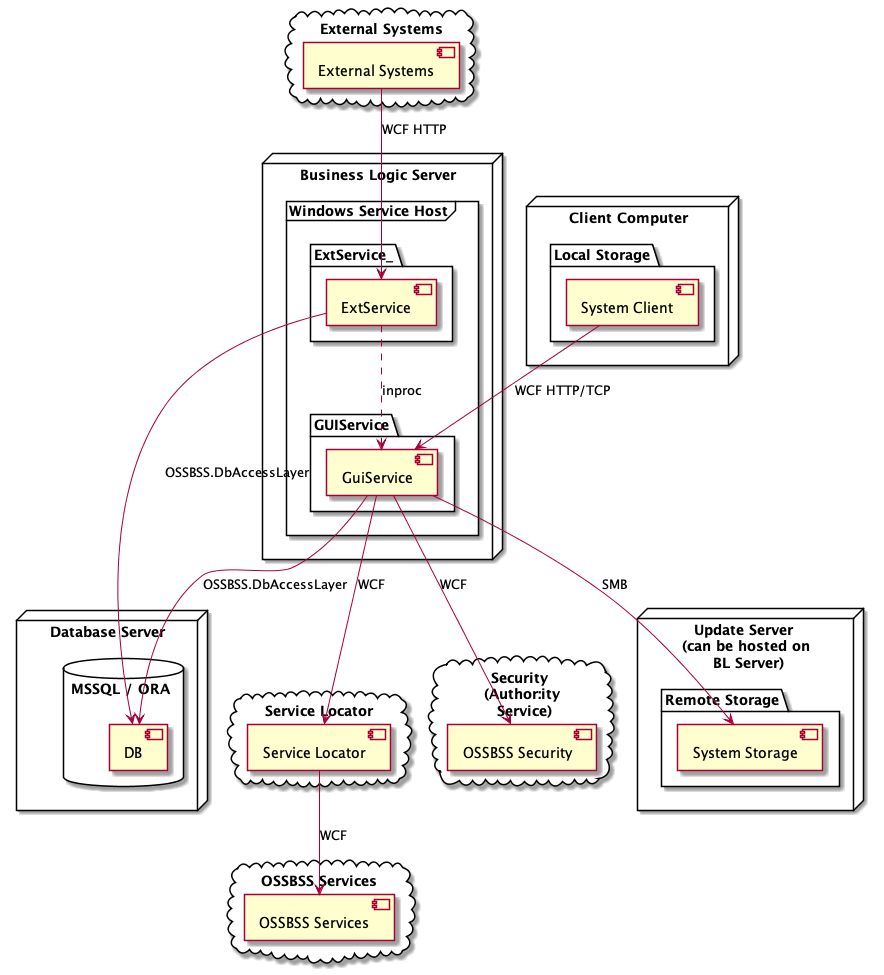 External Systems
External Systems
WCF HTTP
Business Logic Server
Windows Service Host
Client Computer
ExtService_
Local Storage
ExtService
System Client
inproc
WCF HTTP/TCP
GUIService
OSSBSS.DbAccessLayer
GuiService
OSSBSS.DbAccessLayer
WCF
WCF
SMB
Database Server
Update Server
(can be hosted on
BL Server)
MSSQL / ORA
Security
(Authority
Service)
Remote Storage
Service Locator
DB
Service Locator
OSSBSS Security
System Storage
WCF
OSSBSS Services
OSSBSS Services